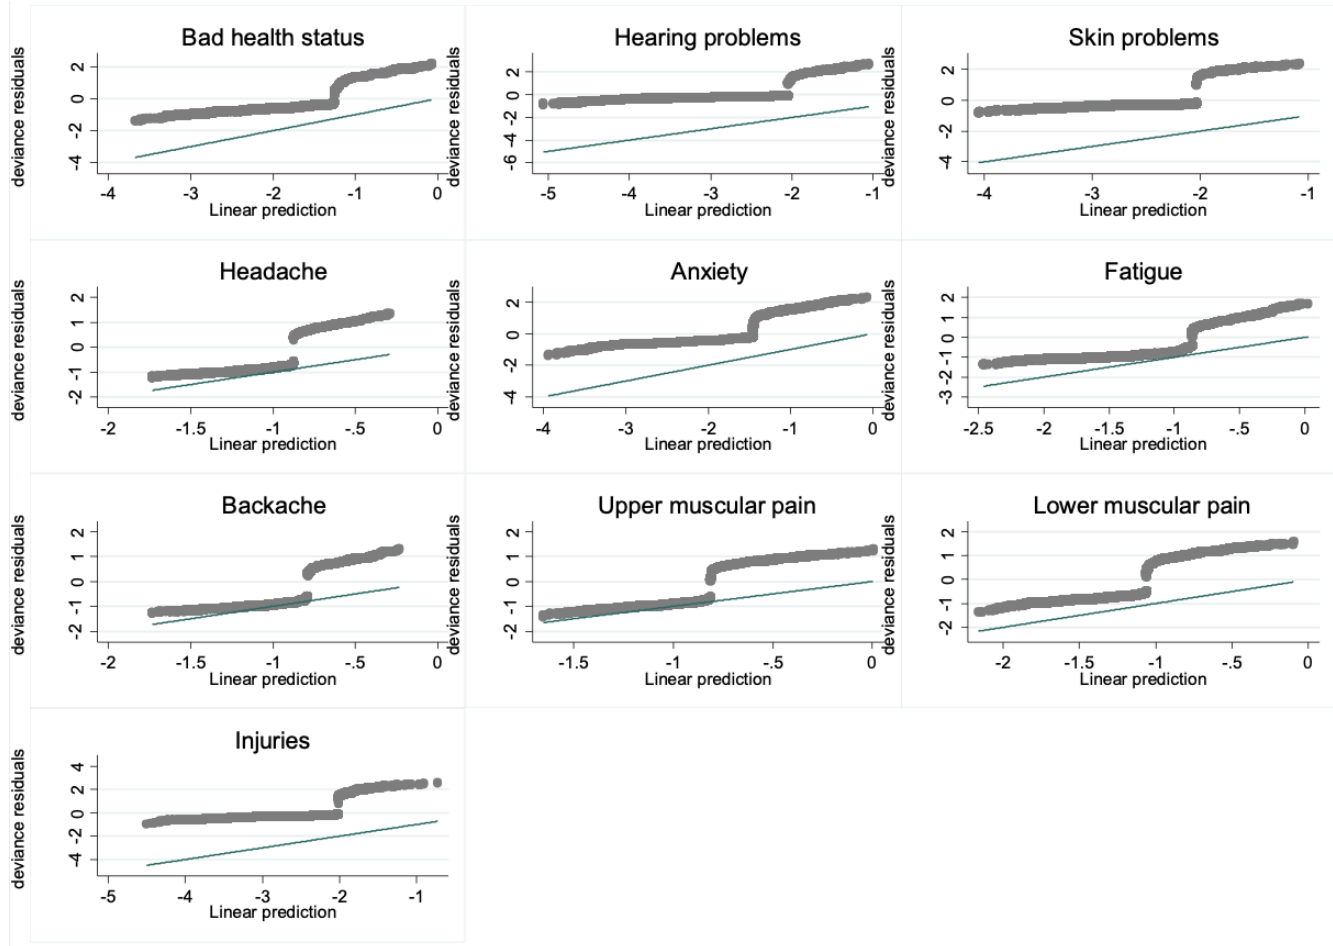 Bad health status
deviance residuals
2
0
-2
-4
-4 -3 -2 -1 0
Linear prediction
Hearing problems
deviance residuals
2
0
-2
-4
-6
-5 -4 -3 -2 -1
Linear prediction
Skin problems
deviance residuals
2
0
-2
-4
-4 -3 -2 -1
Linear prediction
Headache
deviance residuals
2
1
0
-1
-2
-2 -1.5 -1 -.5 0
Linear prediction
Anxiety
deviance residuals
2
0
-2
-4
-4 -3 -2 -1 0
Linear prediction
Fatigue
deviance residuals
2
1
0
-1
-2
-3
-2.5 -2 -1.5 -1 -.5 0
Linear prediction
Backache
deviance residuals
2
1
0
-1
-2
-2 -1.5 -1 -.5 0
Linear prediction
Upper muscular pain
deviance residuals
2
1
0
-1
-2
-1.5 -1 -.5 0
Linear prediction
Lower muscular pain
deviance residuals
2
1
0
-1
-2
-2 -1.5 -1 -.5 0
Linear prediction
Injuries
deviance residuals
4
2
0
-2
-4
-5 -4 -3 -2 -1
Linear prediction